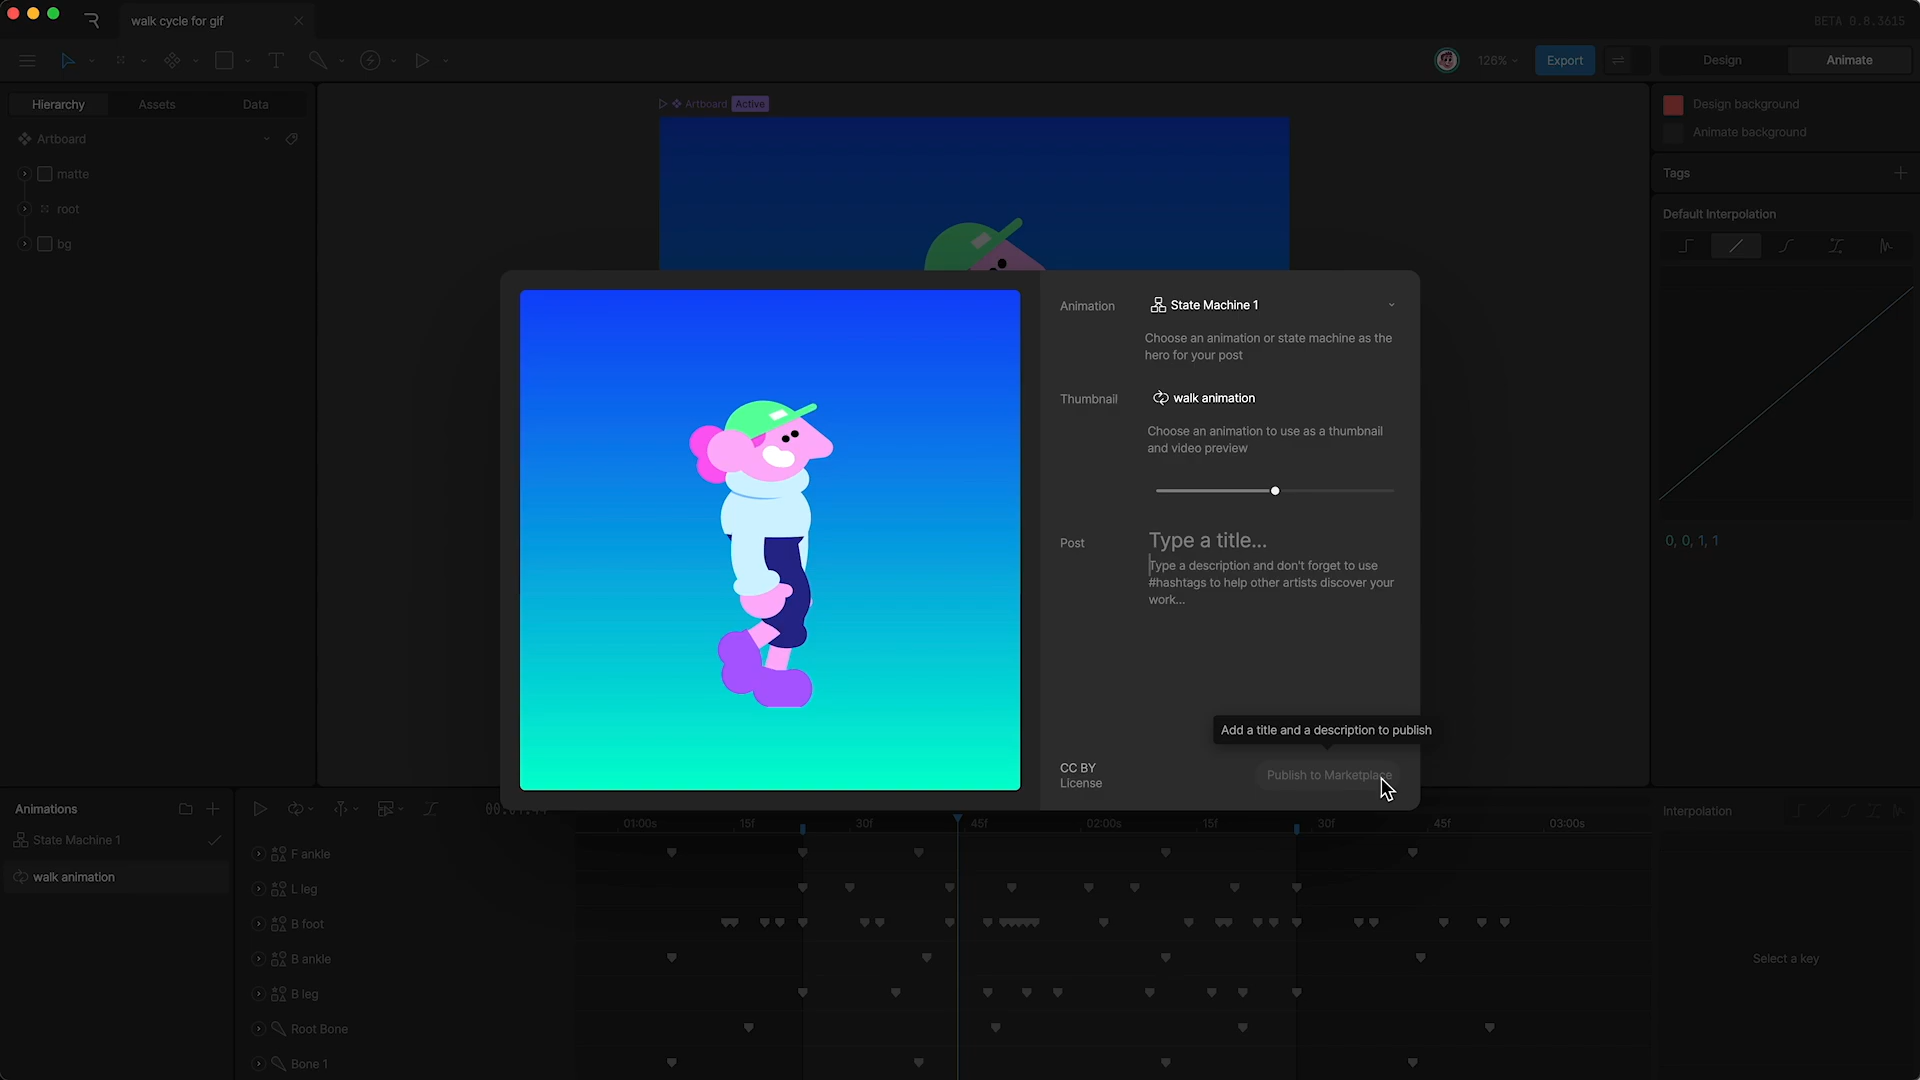 walk cycle for gif
BETA 0.8.3615
126%
Export
Design
Animate
Hierarchy
Assets
Data
Artboard
matte
root
bg
Artboard
Active
Design background
Animate background
Tags
Default Interpolation
0, 0, 1, 1
Animation
State Machine 1
Choose an animation or state machine as the
hero for your post
Thumbnail
walk animation
Choose an animation to use as a thumbnail
and video preview
Post
Type a title...
Type a description and don't forget to use
#hashtags to help other artists discover your
work...
Add a title and a description to publish
CC BY
License
Publish to Marketplace
Animations
State Machine 1
walk animation
01:00s
15f
30f
45f
02:00s
15f
30f
45f
03:00s
F ankle
L leg
B foot
B ankle
B leg
Root Bone
Bone 1
Interpolation
Select a key